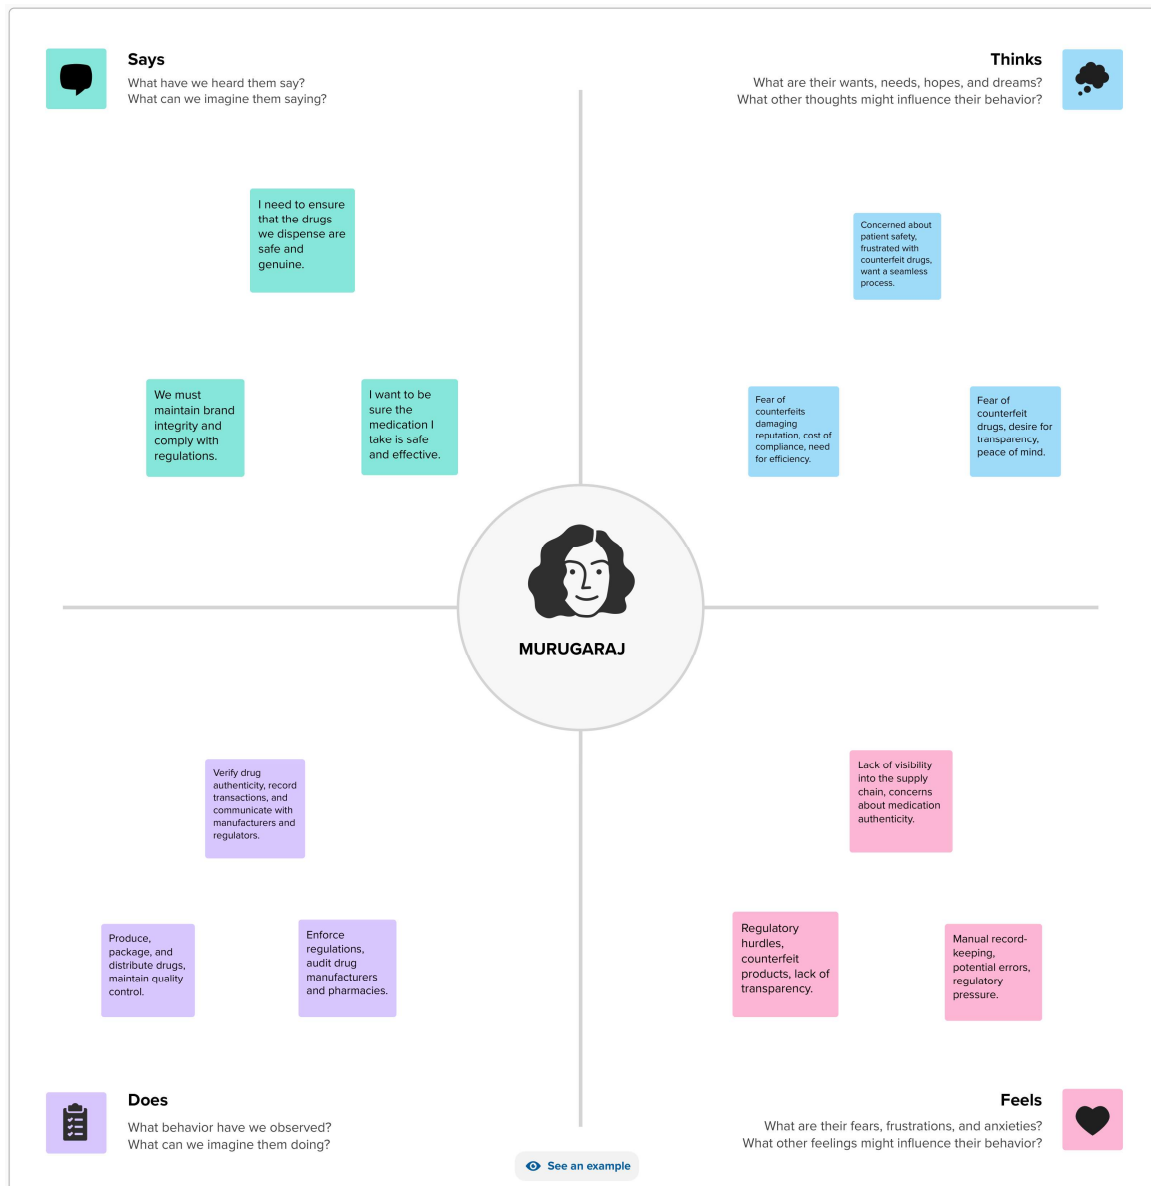 Says
What have we heard them say?
What can we imagine them saying?
Thinks
What are their wants, needs, hopes, and dreams?
What other thoughts might influence their behavior?
I need to ensure
that the drugs
we dispense are
safe and
genuine.
Concerned about
patient safety,
frustrated with
counterfeit drugs,
want a seamless
process.
We must
maintain brand
integrity and
comply with
regulations.
I want to be
sure the
medication I
take is safe
and effective.
Fear of
counterfeits
damaging
reputation, cost of
compliance, need
for efficiency.
Fear of
counterfeit
drugs, desire for
transparency,
peace of mind.
MURUGARAJ
Verify drug
authenticity, record
transactions, and
communicate with
manufacturers and
regulators.
Lack of visibility
into the supply
chain, concerns
about medication
authenticity.
Produce,
package, and
distribute drugs,
maintain quality
control.
Enforce
regulations,
audit drug
manufacturers
and pharmacies.
Regulatory
hurdles,
counterfeit
products, lack of
transparency.
Manual record-
keeping,
potential errors,
regulatory
pressure.
Does
What behavior have we observed?
What can we imagine them doing?
Feels
What are their fears, frustrations, and anxieties?
What other feelings might influence their behavior?
See an example